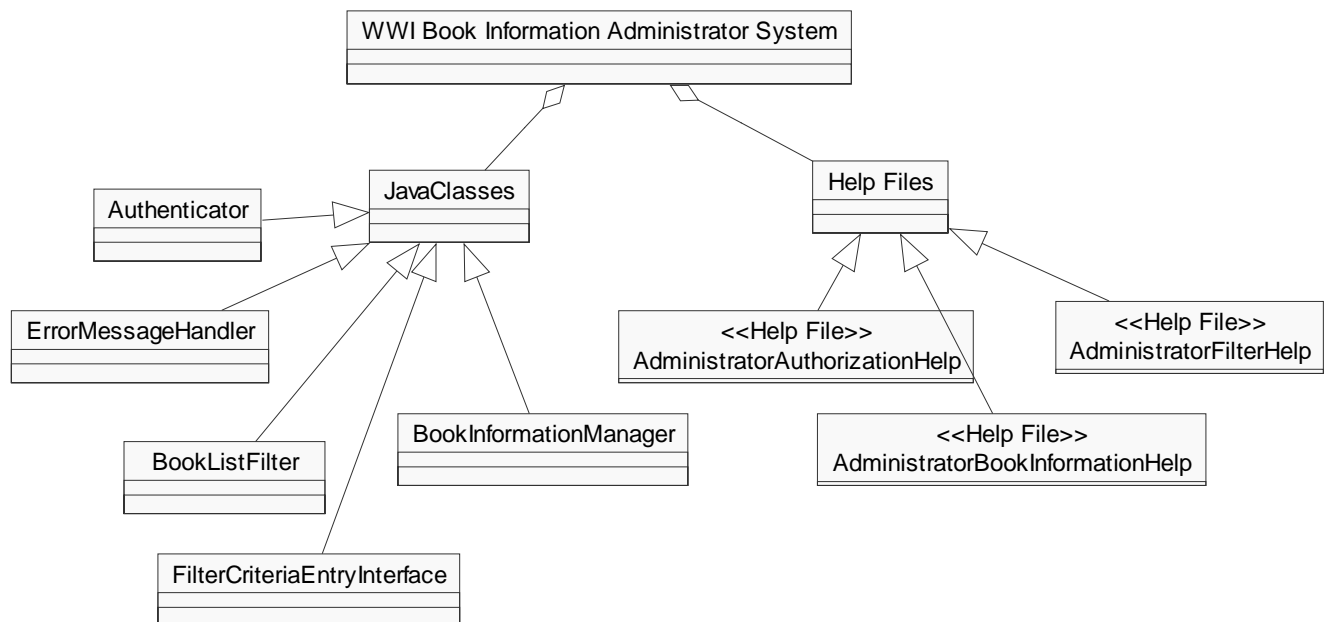 WWI Book Information Administrator System
JavaClasses
Help Files
Authenticator
ErrorMessageHandler
<<Help File>>
AdministratorAuthorizationHelp
<<Help File>>
AdministratorFilterHelp
BookListFilter
BookInformationManager
<<Help File>>
AdministratorBookInformationHelp
FilterCriteriaEntryInterface